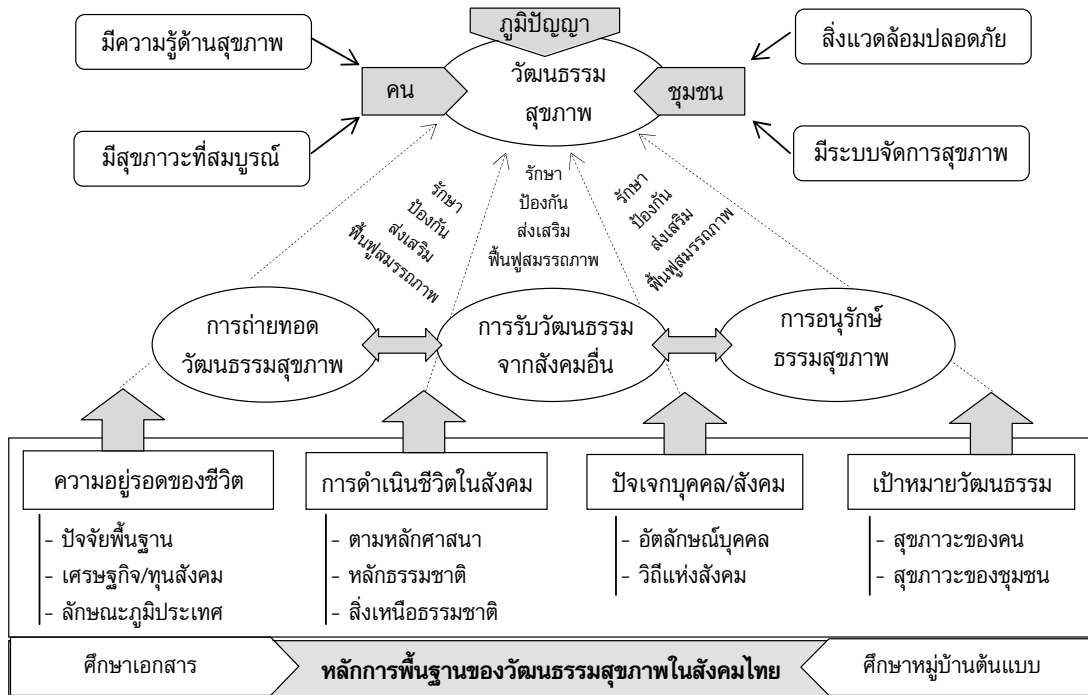 ภูมิปัญญา
มีความรู้ด้านสุขภาพ
สิ่งแวดล้อมปลอดภัย
วัฒนธรรม
สุขภาพ
คน
ชุมชน
มีสุขภาวะที่สมบูรณ์
มีระบบจัดการสุขภาพ
รักษา
ป้องกัน
ส่งเสริม
ฟื้นฟูสมรรถภาพ
รักษา
ป้องกัน
ส่งเสริม
ฟื้นฟูสมรรถภาพ
รักษา
ป้องกัน
ส่งเสริม
ฟื้นฟูสมรรถภาพ
การถ่ายทอด
วัฒนธรรมสุขภาพ
การรับวัฒนธรรม
จากสังคมอื่น
การอนุรักษ์
ธรรมสุขภาพ
ความอยู่รอดของชีวิต
- ปัจจัยพื้นฐาน
- เศรษฐกิจ/ทุนสังคม
- ลักษณะภูมิประเทศ
การดำเนินชีวิตในสังคม
- ตามหลักศาสนา
- หลักธรรมชาติ
- สิ่งเหนือธรรมชาติ
ปัจเจกบุคคล/สังคม
- อัตลักษณ์บุคคล
- วิถีแห่งสังคม
เป้าหมายวัฒนธรรม
- สุขภาวะของคน
- สุขภาวะของชุมชน
ศึกษาเอกสาร
หลักการพื้นฐานของวัฒนธรรมสุขภาพในสังคมไทย
ศึกษาหมู่บ้านต้นแบบ